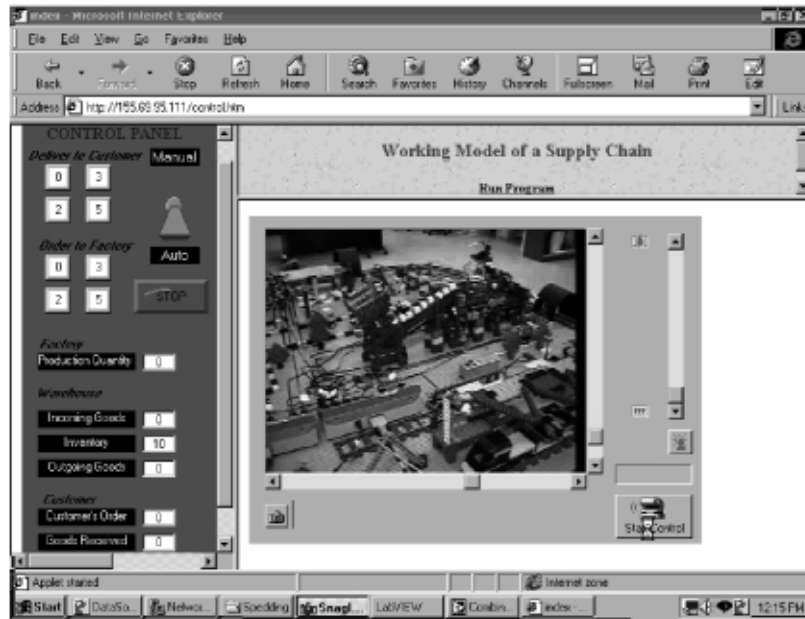 index - Microsoft Internet Explorer
File Edit View Go Favorites Help
Back Forward Stop Refresh Home Search Favorites History Channels Fullscreen Mail Print Edit
Address http://155.69.95.111/control.htm Links
CONTROL PANEL
Deliver to Customer Manual
0 3
2 5
Order to Factory
Auto
0 3
2 5
STOP
Factory
Production Quantity 0
Warehouse
Incoming Goods 0
Inventory 10
Outgoing Goods 0
Customer
Customer's Order 0
Goods Received 0
Working Model of a Supply Chain
Run Program
Start Control
Applet started Internet zone
Start DataSo... Networ... Spedding LabVIEW Combin... index -... 12:15 PM